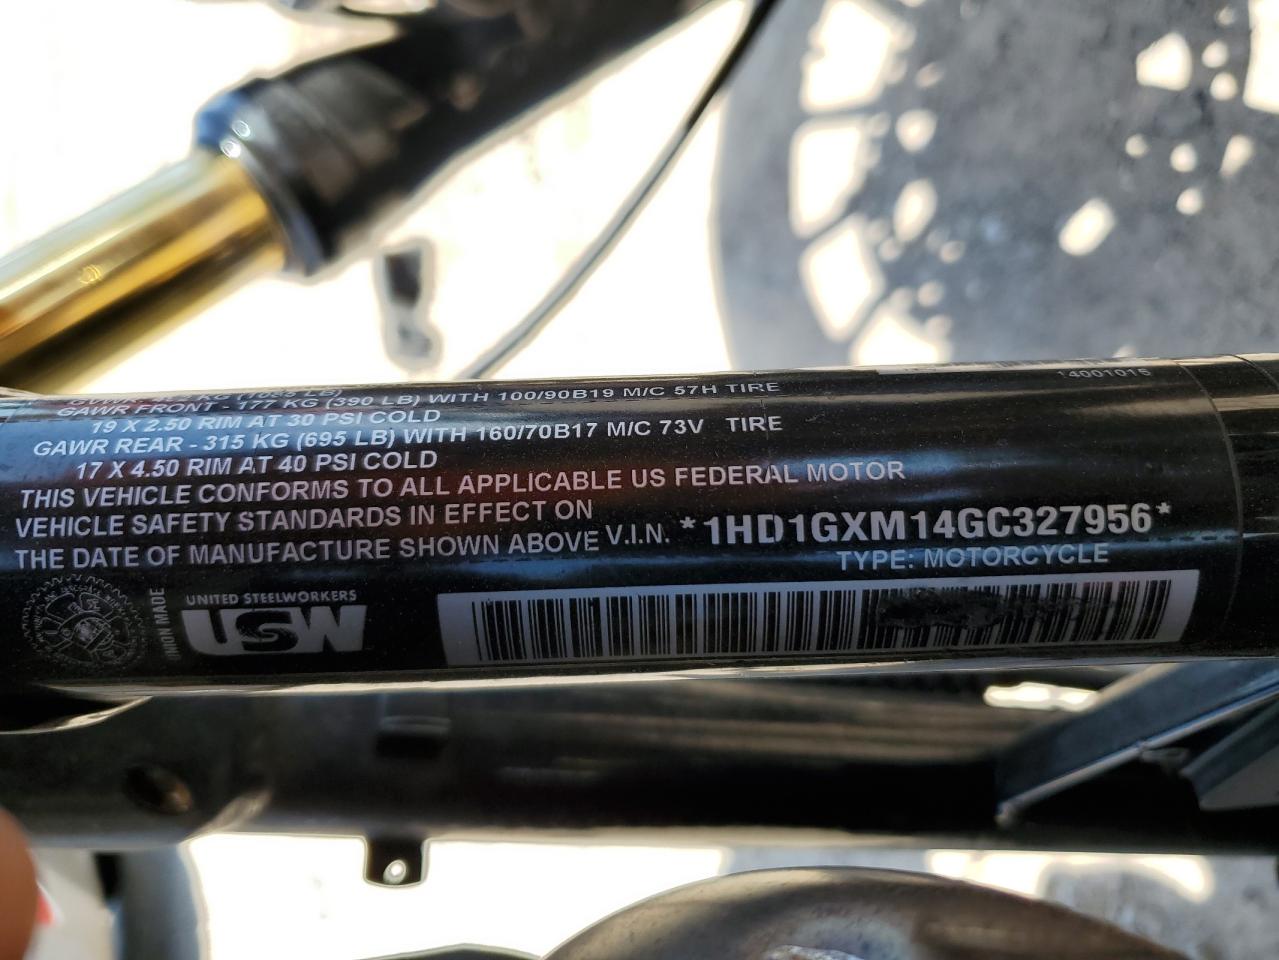 14001015
GAWR FRONT - 177 KG (390 LB) WITH 100/90B19 M/C 57H TIRE
19 X 2.50 RIM AT 30 PSI COLD
GAWR REAR - 315 KG (695 LB) WITH 160/70B17 M/C 73V TIRE
17 X 4.50 RIM AT 40 PSI COLD
THIS VEHICLE CONFORMS TO ALL APPLICABLE US FEDERAL MOTOR
VEHICLE SAFETY STANDARDS IN EFFECT ON
THE DATE OF MANUFACTURE SHOWN ABOVE V.I.N. *1HD1GXM14GC327956*
TYPE: MOTORCYCLE
UNION MADE
UNITED STEELWORKERS
USW